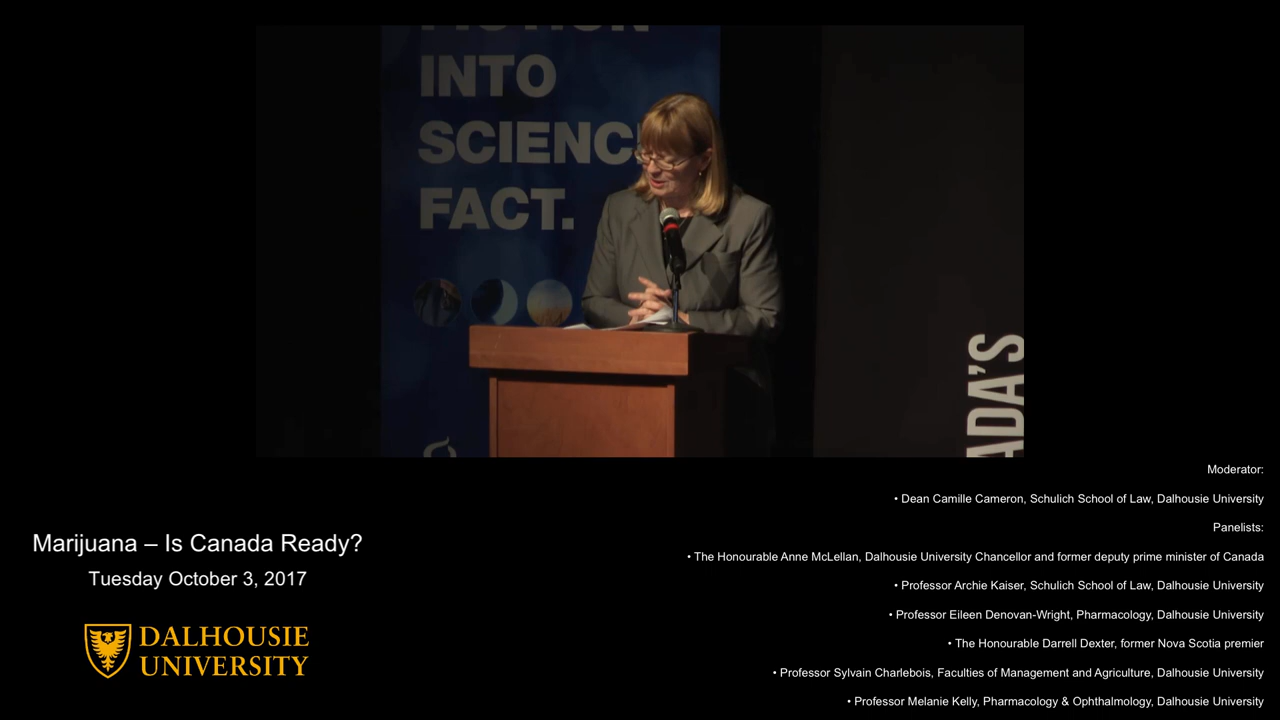 INTO
SCIENC
FACT.
ADA'S
Moderator:
• Dean Camille Cameron, Schulich School of Law, Dalhousie University
Panelists:
• The Honourable Anne McLellan, Dalhousie University Chancellor and former deputy prime minister of Canada
• Professor Archie Kaiser, Schulich School of Law, Dalhousie University
• Professor Eileen Denovan-Wright, Pharmacology, Dalhousie University
• The Honourable Darrell Dexter, former Nova Scotia premier
• Professor Sylvain Charlebois, Faculties of Management and Agriculture, Dalhousie University
• Professor Melanie Kelly, Pharmacology & Ophthalmology, Dalhousie University
Marijuana – Is Canada Ready?
Tuesday October 3, 2017
DALHOUSIE
UNIVERSITY